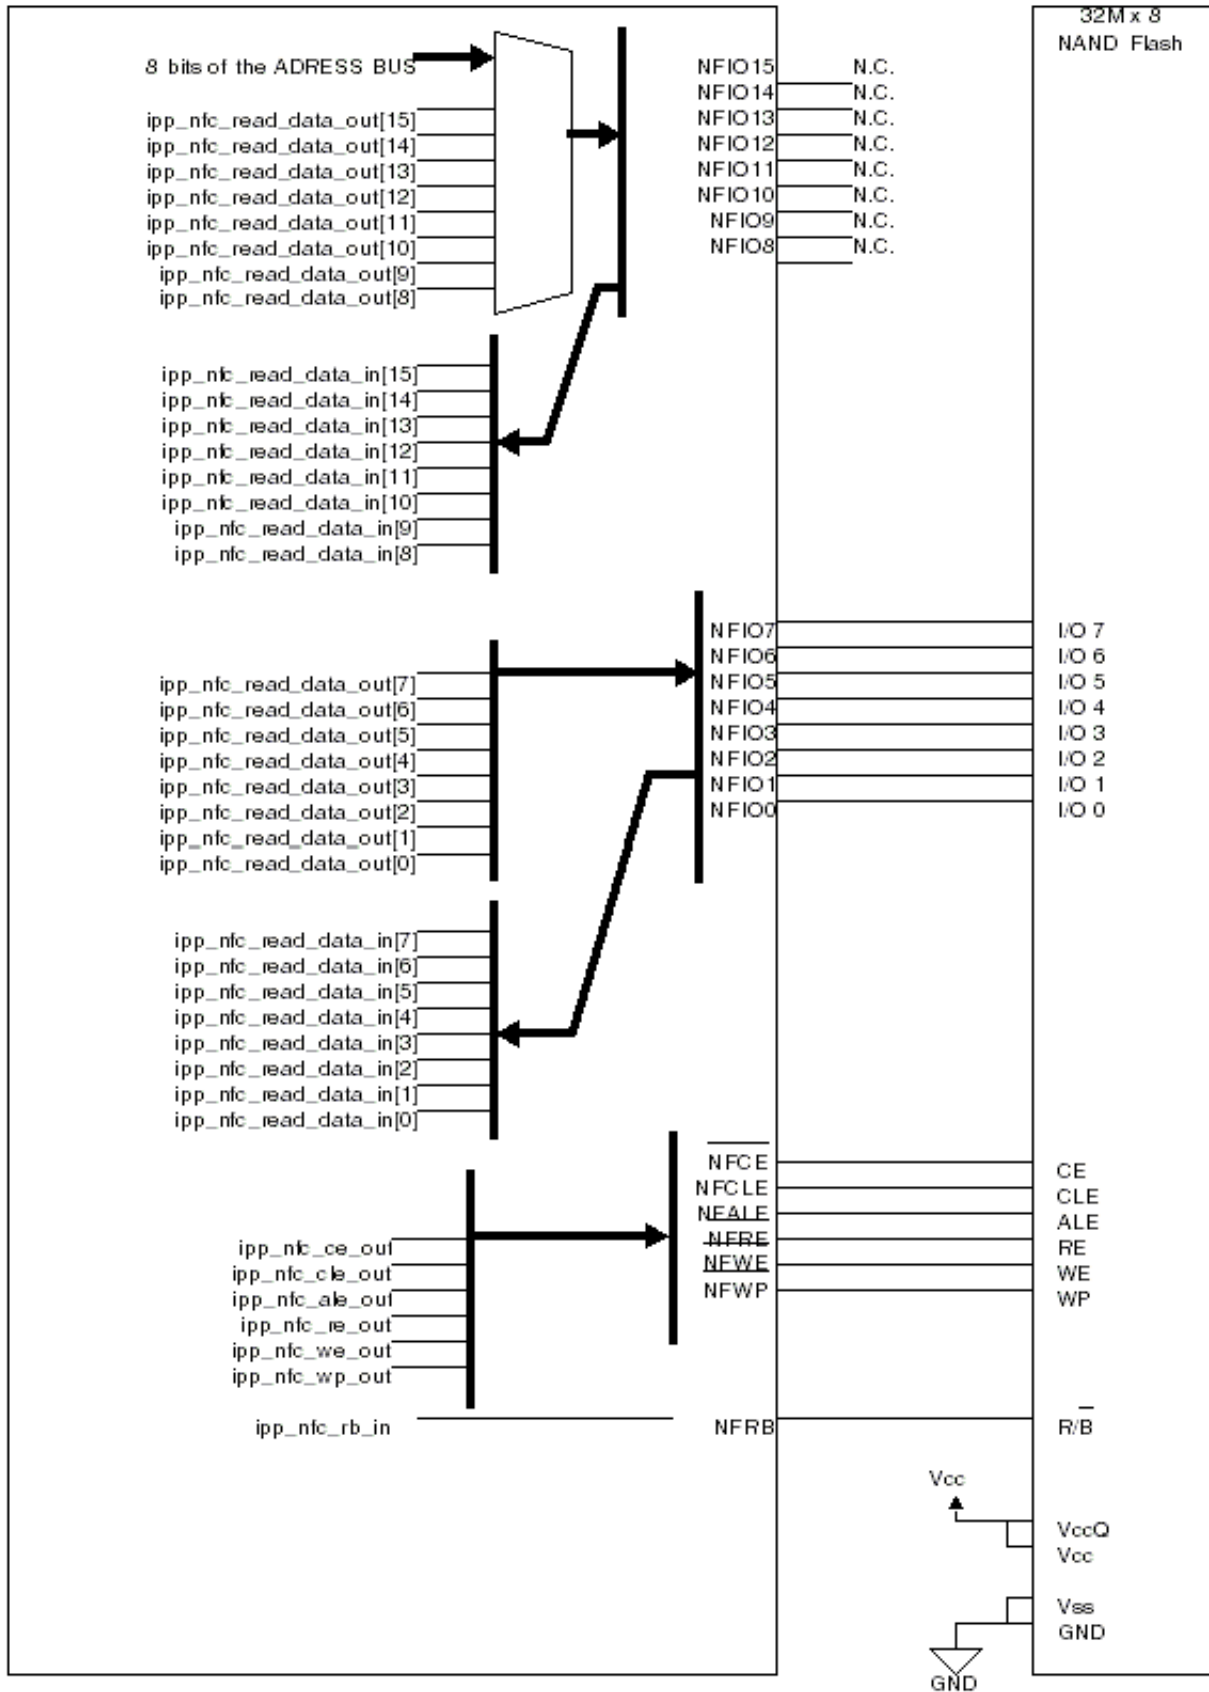 32M x 8
NAND Flash
8 bits of the ADRESS BUS
NFIO15 N.C.
NFIO14 N.C.
ipp_nfc_read_data_out[15] NFIO13 N.C.
ipp_nfc_read_data_out[14] NFIO12 N.C.
ipp_nfc_read_data_out[13] NFIO11 N.C.
ipp_nfc_read_data_out[12] NFIO10 N.C.
ipp_nfc_read_data_out[11] NFIO9 N.C.
ipp_nfc_read_data_out[10] NFIO8 N.C.
ipp_nfc_read_data_out[9]
ipp_nfc_read_data_out[8]
ipp_nfc_read_data_in[15]
ipp_nfc_read_data_in[14]
ipp_nfc_read_data_in[13]
ipp_nfc_read_data_in[12]
ipp_nfc_read_data_in[11]
ipp_nfc_read_data_in[10]
ipp_nfc_read_data_in[9]
ipp_nfc_read_data_in[8]
NFIO7 I/O 7
NFIO6 I/O 6
ipp_nfc_read_data_out[7] NFIO5 I/O 5
ipp_nfc_read_data_out[6] NFIO4 I/O 4
ipp_nfc_read_data_out[5] NFIO3 I/O 3
ipp_nfc_read_data_out[4] NFIO2 I/O 2
ipp_nfc_read_data_out[3] NFIO1 I/O 1
ipp_nfc_read_data_out[2] NFIO0 I/O 0
ipp_nfc_read_data_out[1]
ipp_nfc_read_data_out[0]
ipp_nfc_read_data_in[7]
ipp_nfc_read_data_in[6]
ipp_nfc_read_data_in[5]
ipp_nfc_read_data_in[4]
ipp_nfc_read_data_in[3]
ipp_nfc_read_data_in[2]
ipp_nfc_read_data_in[1]
ipp_nfc_read_data_in[0]
NFCE CE
NFCLE CLE
NFALE ALE
ipp_nfc_ce_out NFRE RE
ipp_nfc_cle_out NFWE WE
ipp_nfc_ale_out NFWP WP
ipp_nfc_re_out
ipp_nfc_we_out
ipp_nfc_wp_out
ipp_nfc_rb_in NFRB R/B
Vcc
VccQ
Vcc
Vss
GND
GND